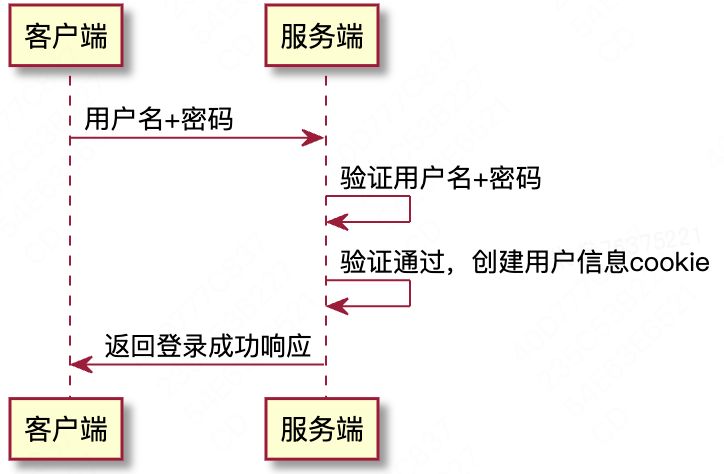 客户端
服务端
用户名+密码
验证用户名+密码
验证通过，创建用户信息cookie
返回登录成功响应
客户端
服务端